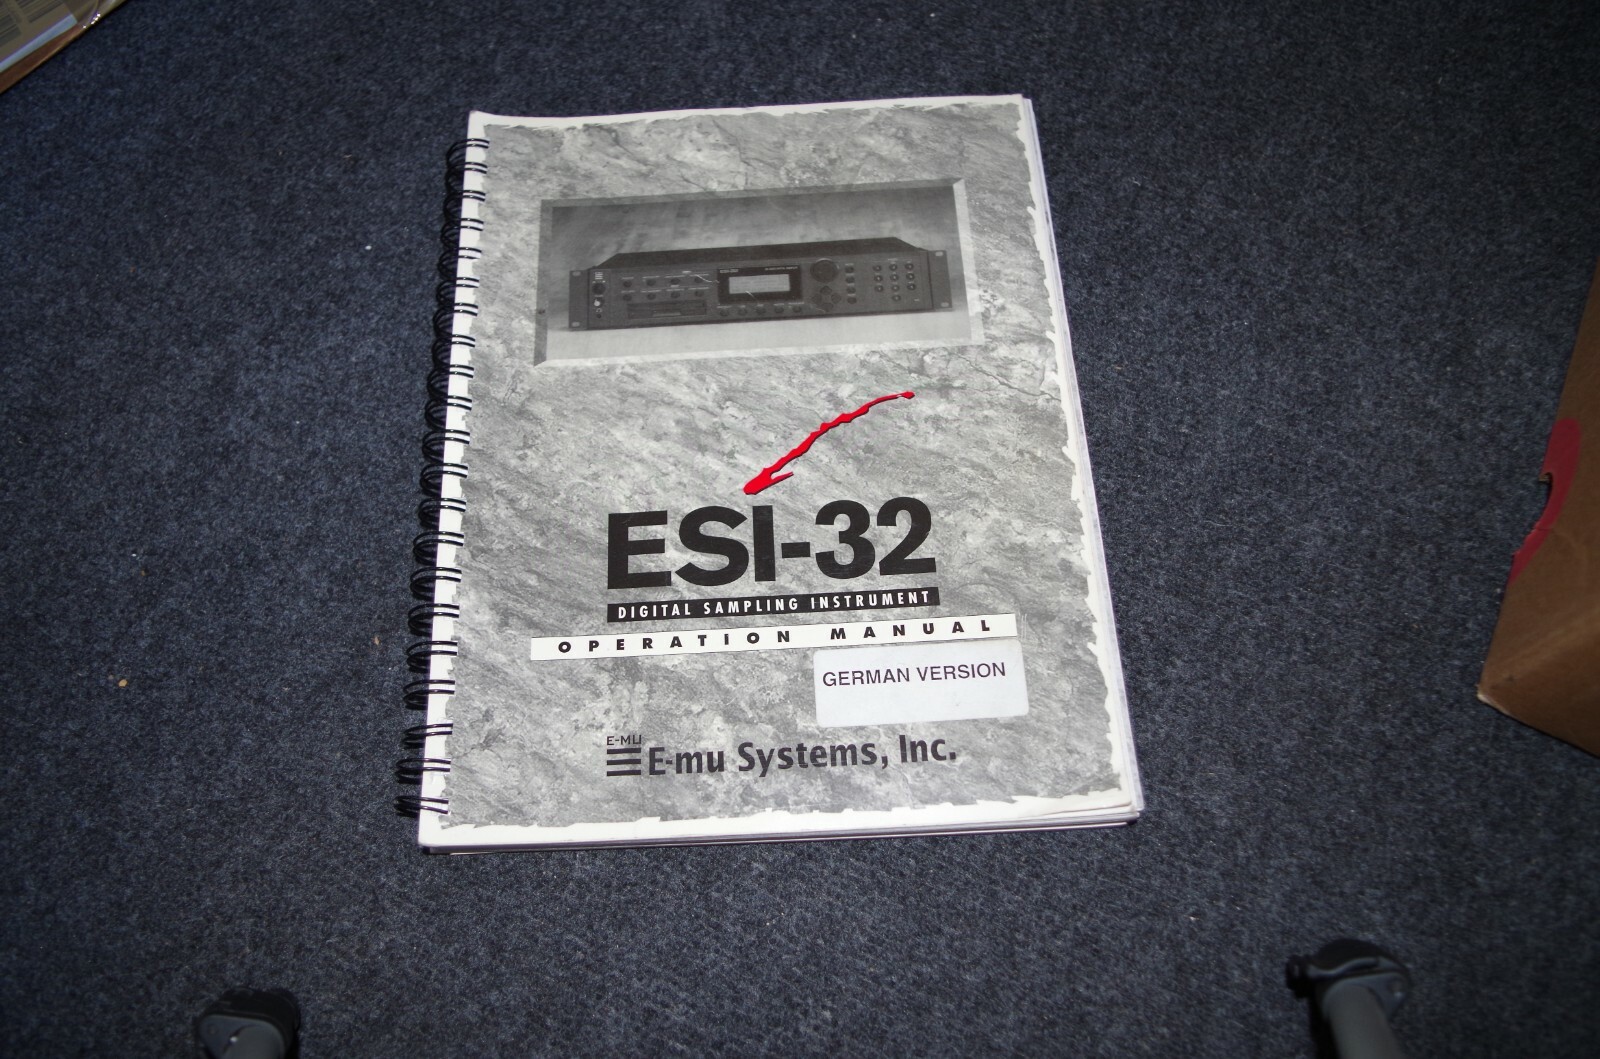 ESI-32
DIGITAL SAMPLING INSTRUMENT
OPERATION MANUAL
GERMAN VERSION
E-MU
E-mu Systems, Inc.